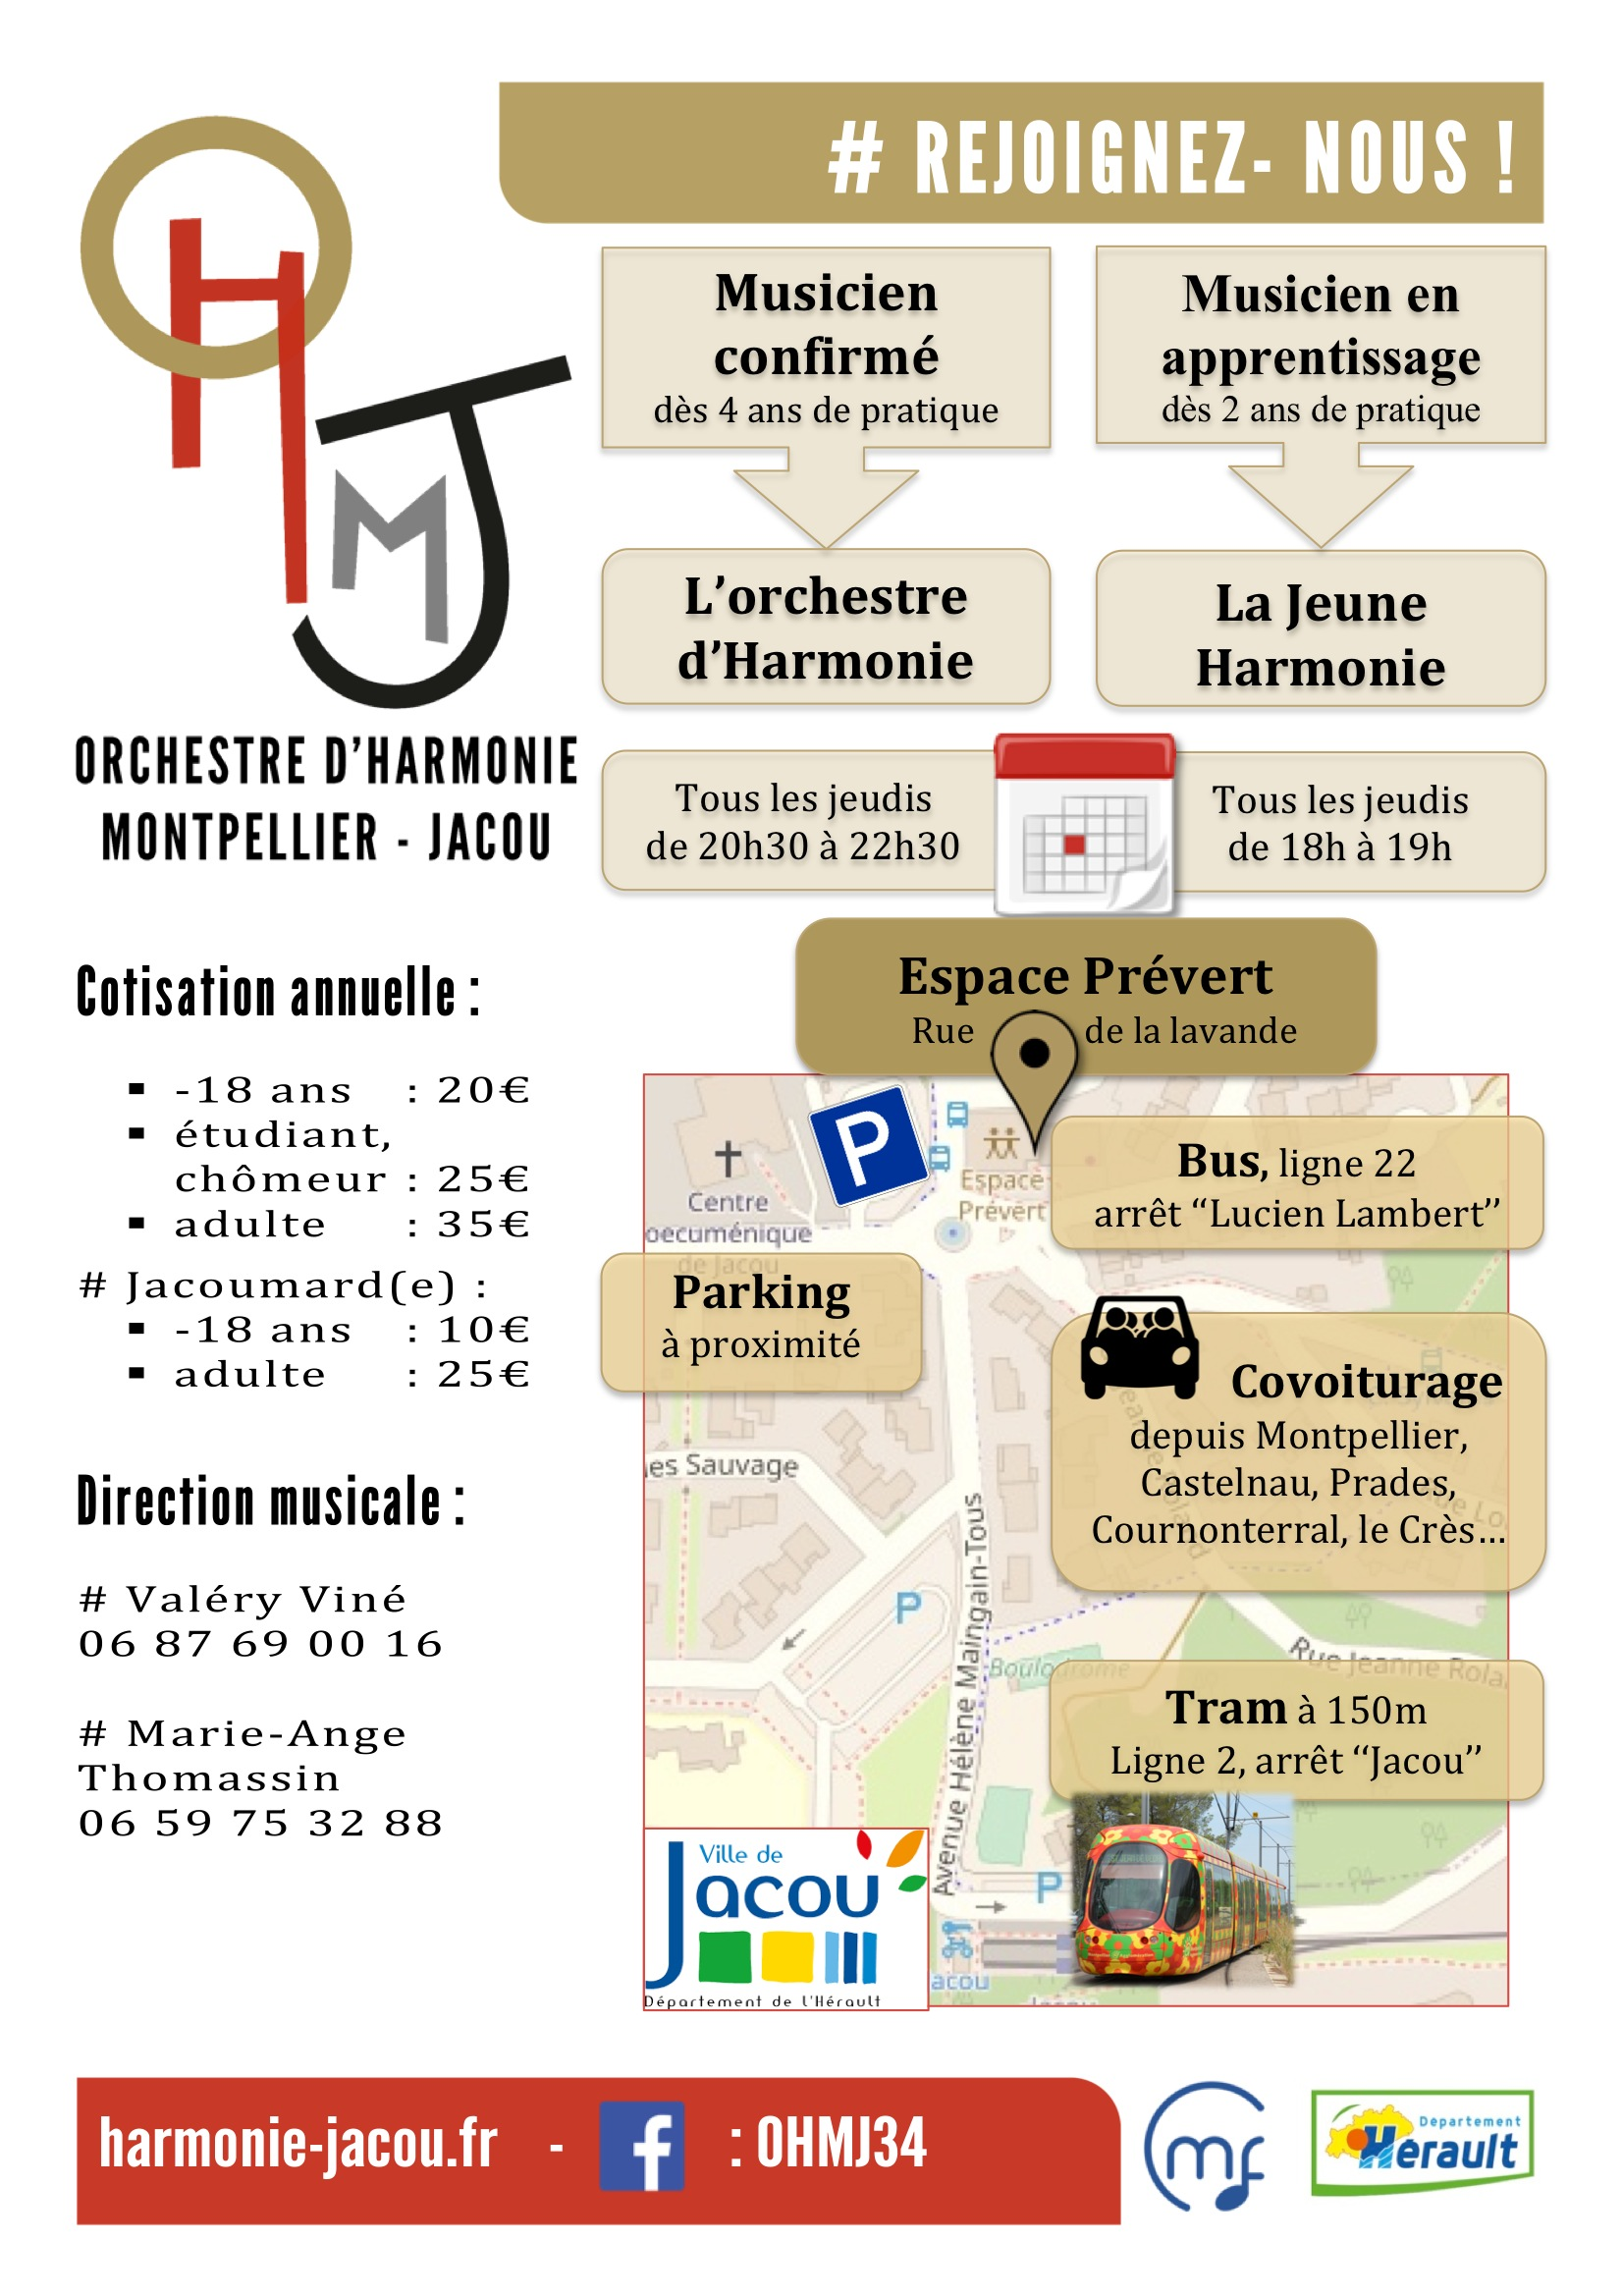 # REJOIGNEZ- NOUS !
OHMJ
ORCHESTRE D'HARMONIE
MONTPELLIER - JACOU
Musicien
confirmé
dès 4 ans de pratique
Musicien en
apprentissage
dès 2 ans de pratique
L’orchestre
d’Harmonie
La Jeune
Harmonie
Tous les jeudis
de 20h30 à 22h30
Tous les jeudis
de 18h à 19h
Cotisation annuelle :
▪ -18 ans : 20€
▪ étudiant,
chômeur : 25€
▪ adulte : 35€
# Jacoumard(e) :
▪ -18 ans : 10€
▪ adulte : 25€
Direction musicale :
# Valéry Viné
06 87 69 00 16
# Marie-Ange
Thomassin
06 59 75 32 88
Espace Prévert
Rue de la lavande
P
Centre
oecuménique
de Jacou
Espace
Prévert
Bus, ligne 22
arrêt “Lucien Lambert”
Parking
à proximité
Covoiturage
depuis Montpellier,
Castelnau, Prades,
Cournonterral, le Crès…
es Sauvage
P
Avenue Hélène Maingain-Tous
Boulodrome
Rue Jeanne Rola
Tram à 150m
Ligne 2, arrêt “Jacou”
P
acou
Ville de
Jacou
Département de l'Hérault
harmonie-jacou.fr - f : OHMJ34
mf
Département
Hérault